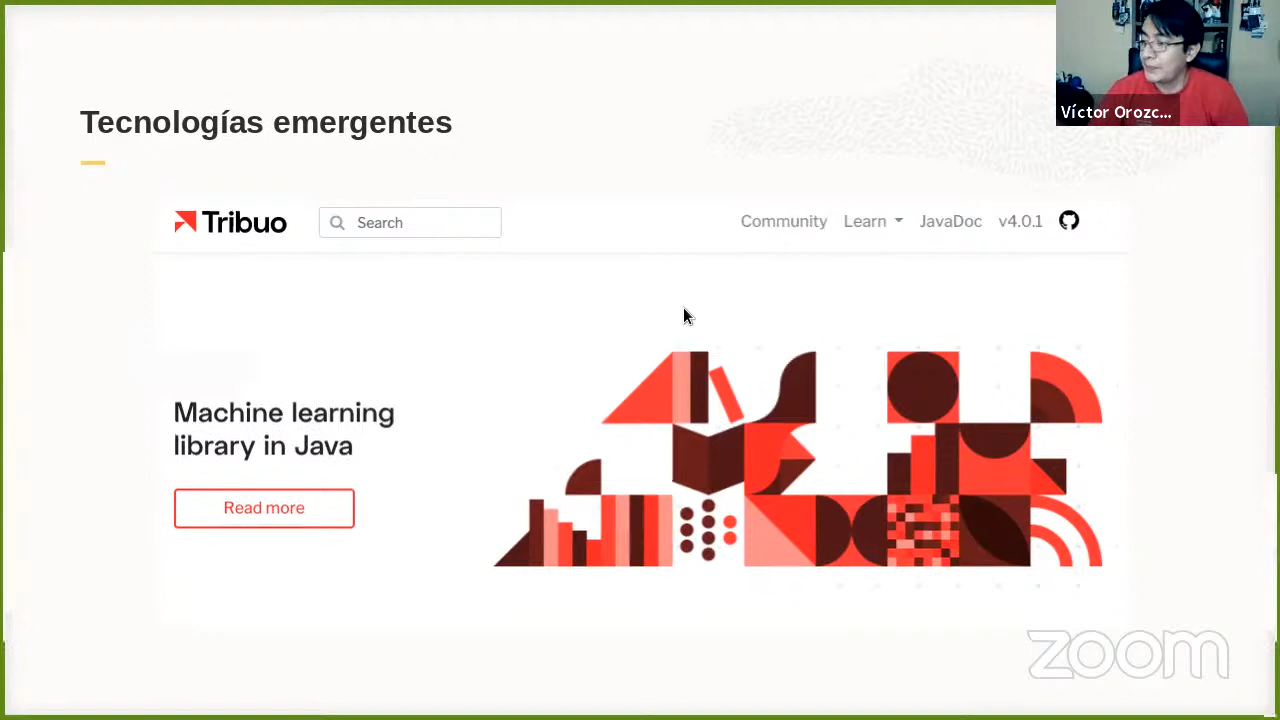 Víctor Orozc...
Tecnologías emergentes
Tribuo
Search
Community
Learn
JavaDoc
v4.0.1
Machine learning
library in Java
Read more
zoom